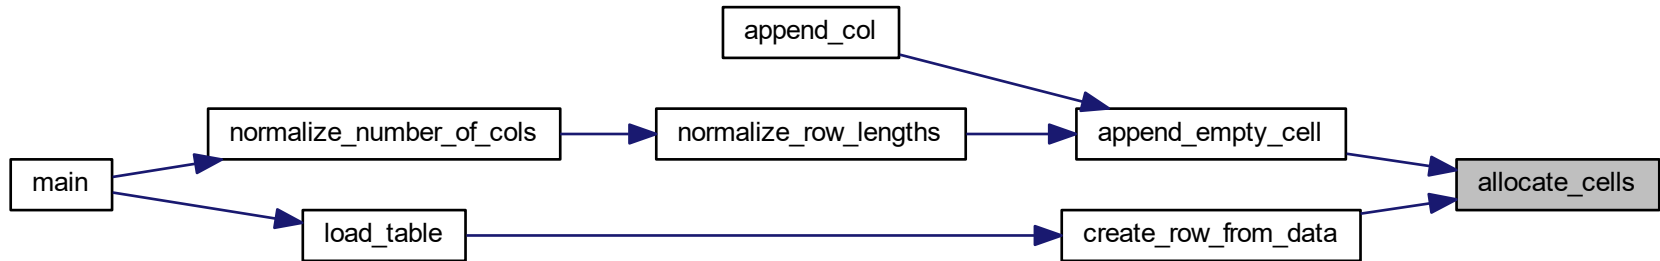 append_col
normalize_number_of_cols
normalize_row_lengths
append_empty_cell
main
allocate_cells
load_table
create_row_from_data